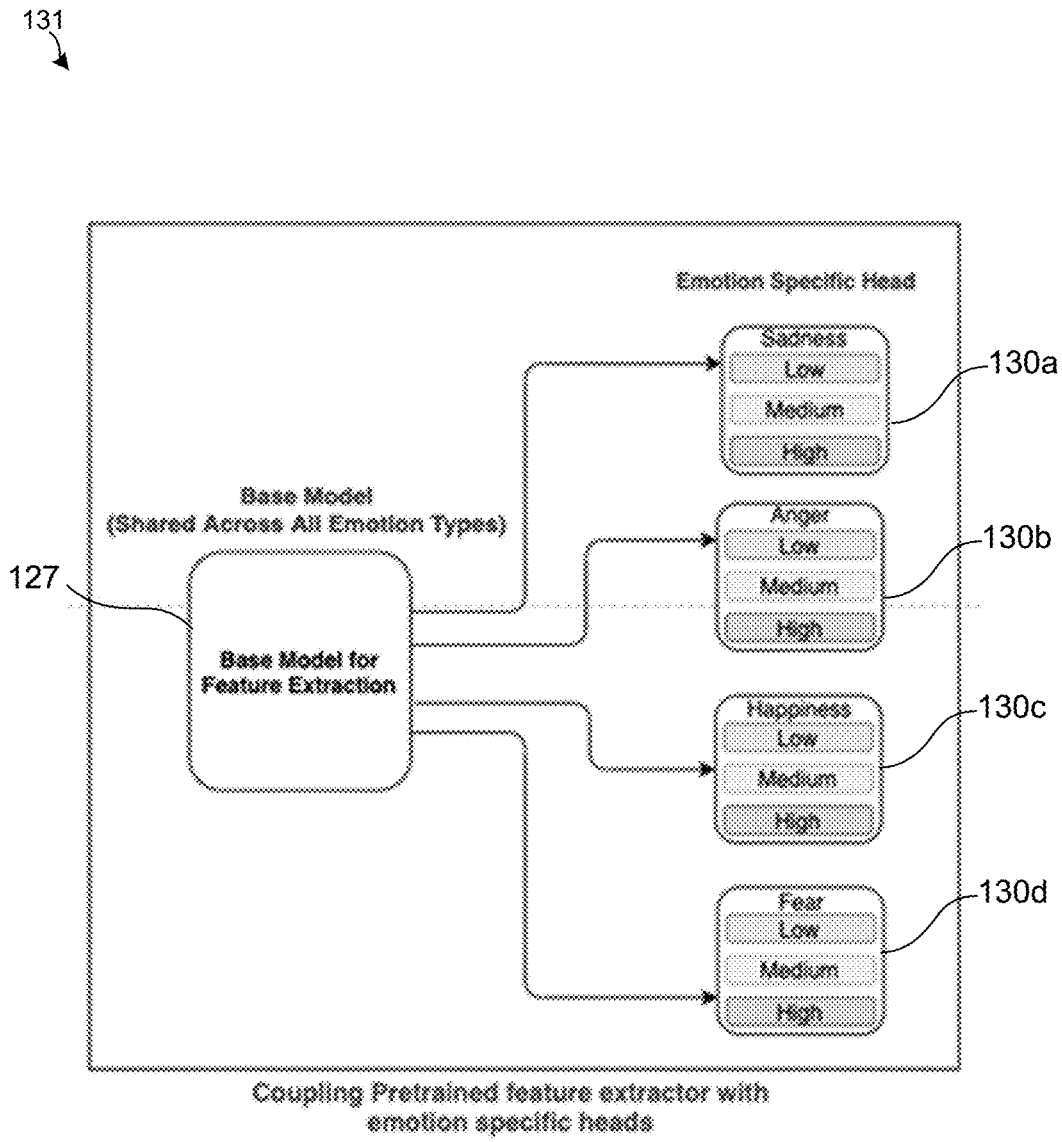 131
Emotion Specific Head
Sadness
Low
Medium
High
130a
Base Model
(Shared Across All Emotion Types)
Anger
Low
Medium
High
130b
127
Base Model for
Feature Extraction
Happiness
Low
Medium
High
130c
Fear
Low
Medium
High
130d
Coupling Pretrained feature extractor with
emotion specific heads